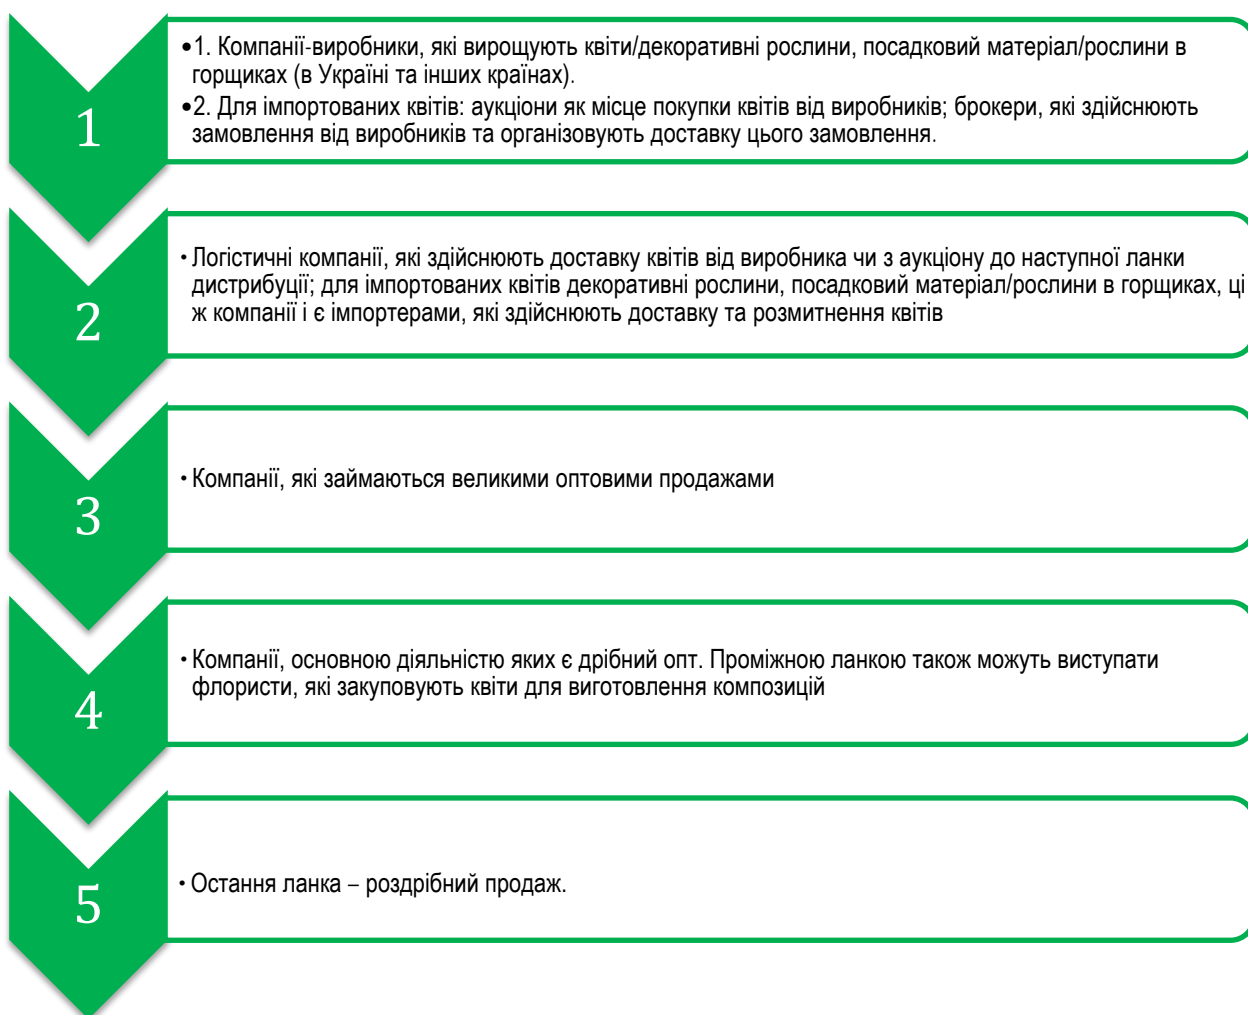 1
•1. Компанії-виробники, які вирощують квіти/декоративні рослини, посадковий матеріал/рослини в
горщиках (в Україні та інших країнах).
•2. Для імпортованих квітів: аукціони як місце покупки квітів від виробників; брокери, які здійснюють
замовлення від виробників та організовують доставку цього замовлення.
2
• Логістичні компанії, які здійснюють доставку квітів від виробника чи з аукціону до наступної ланки
дистрибуції; для імпортованих квітів декоративні рослини, посадковий матеріал/рослини в горщиках, ці
ж компанії і є імпортерами, які здійснюють доставку та розмитнення квітів
3
• Компанії, які займаються великими оптовими продажами
4
• Компанії, основною діяльністю яких є дрібний опт. Проміжною ланкою також можуть виступати
флористи, які закуповують квіти для виготовлення композицій
5
• Остання ланка – роздрібний продаж.